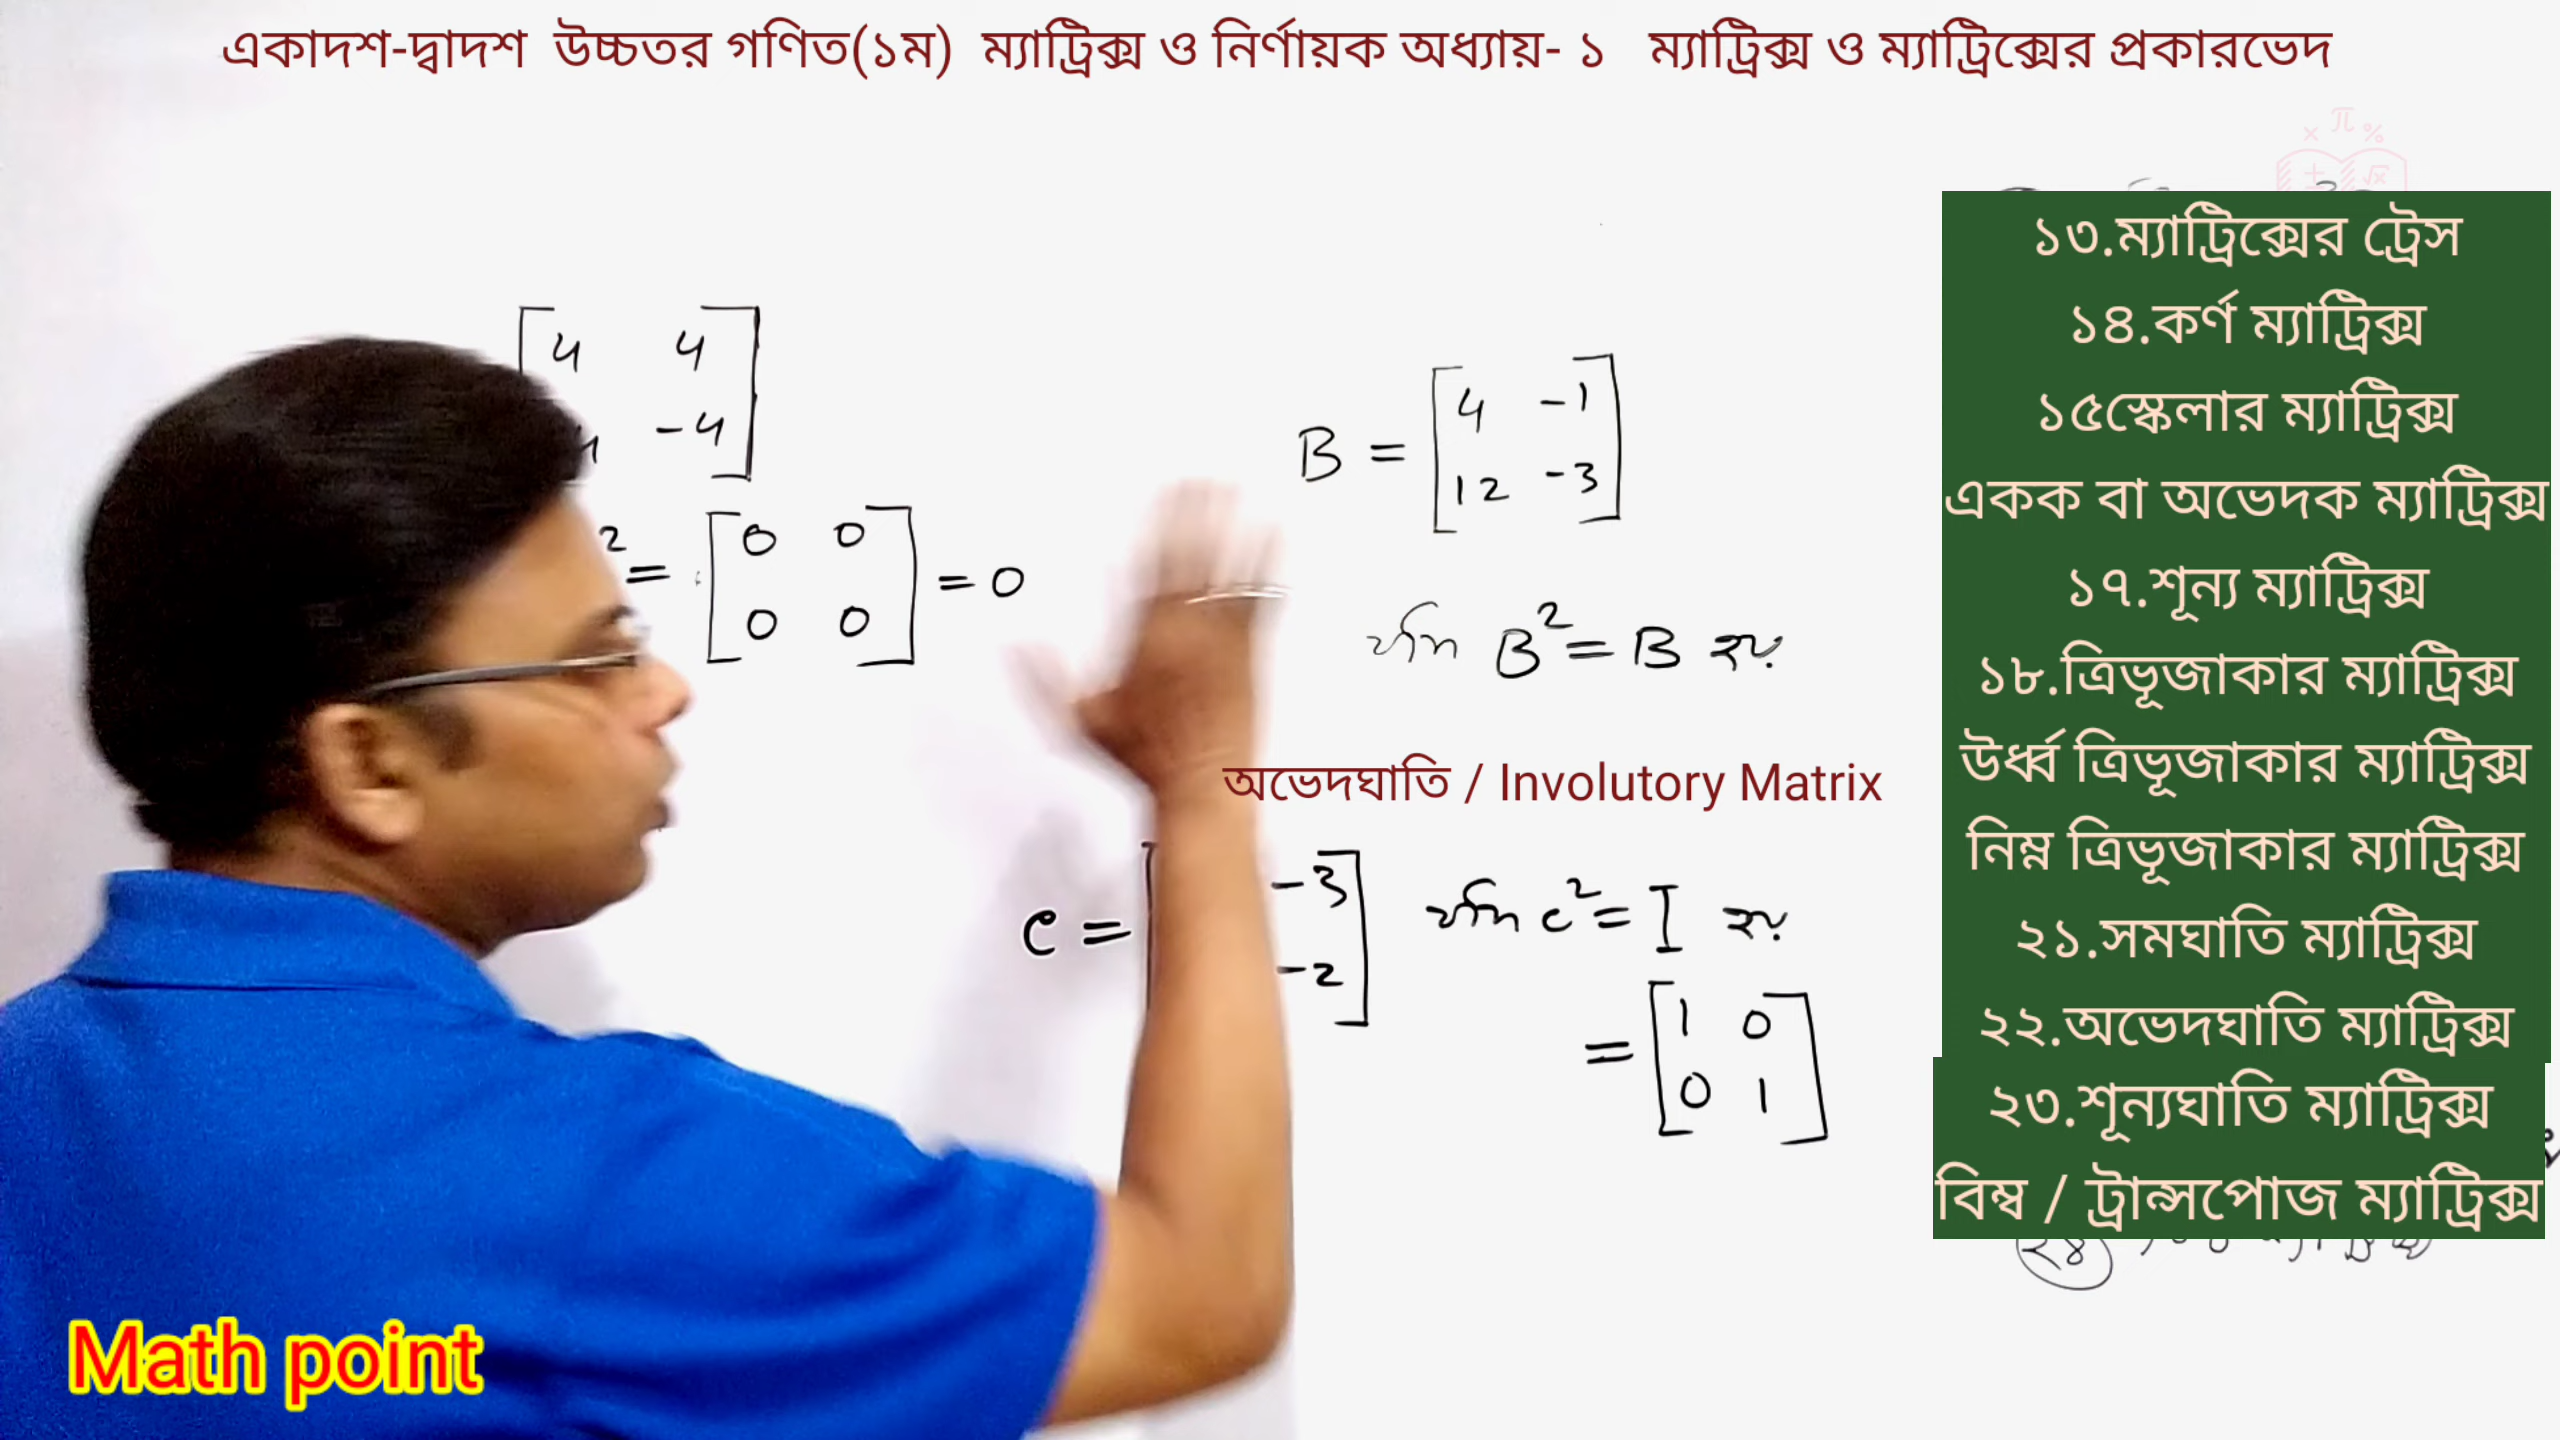 একাদশ-দ্বাদশ উচ্চতর গণিত(১ম) ম্যাট্রিক্স ও নির্ণায়ক অধ্যায়- ১ ম্যাট্রিক্স ও ম্যাট্রিক্সের প্রকারভেদ
4 4
-4
2 = [0 0
0 0] = 0
B = [4 -1
12 -3]
যদি B² = B হয়
অভেদঘাতি / Involutory Matrix
C = [ -3
-2]
যদি C² = I হয়
= [1 0
0 1]
১৩.ম্যাট্রিক্সের ট্রেস
১৪.কর্ণ ম্যাট্রিক্স
১৫স্কেলার ম্যাট্রিক্স
একক বা অভেদক ম্যাট্রিক্স
১৭.শূন্য ম্যাট্রিক্স
১৮.ত্রিভূজাকার ম্যাট্রিক্স
উর্ধ্ব ত্রিভূজাকার ম্যাট্রিক্স
নিম্ন ত্রিভূজাকার ম্যাট্রিক্স
২১.সমঘাতি ম্যাট্রিক্স
২২.অভেদঘাতি ম্যাট্রিক্স
২৩.শূন্যঘাতি ম্যাট্রিক্স
বিম্ব / ট্রান্সপোজ ম্যাট্রিক্স
২৪
Math point